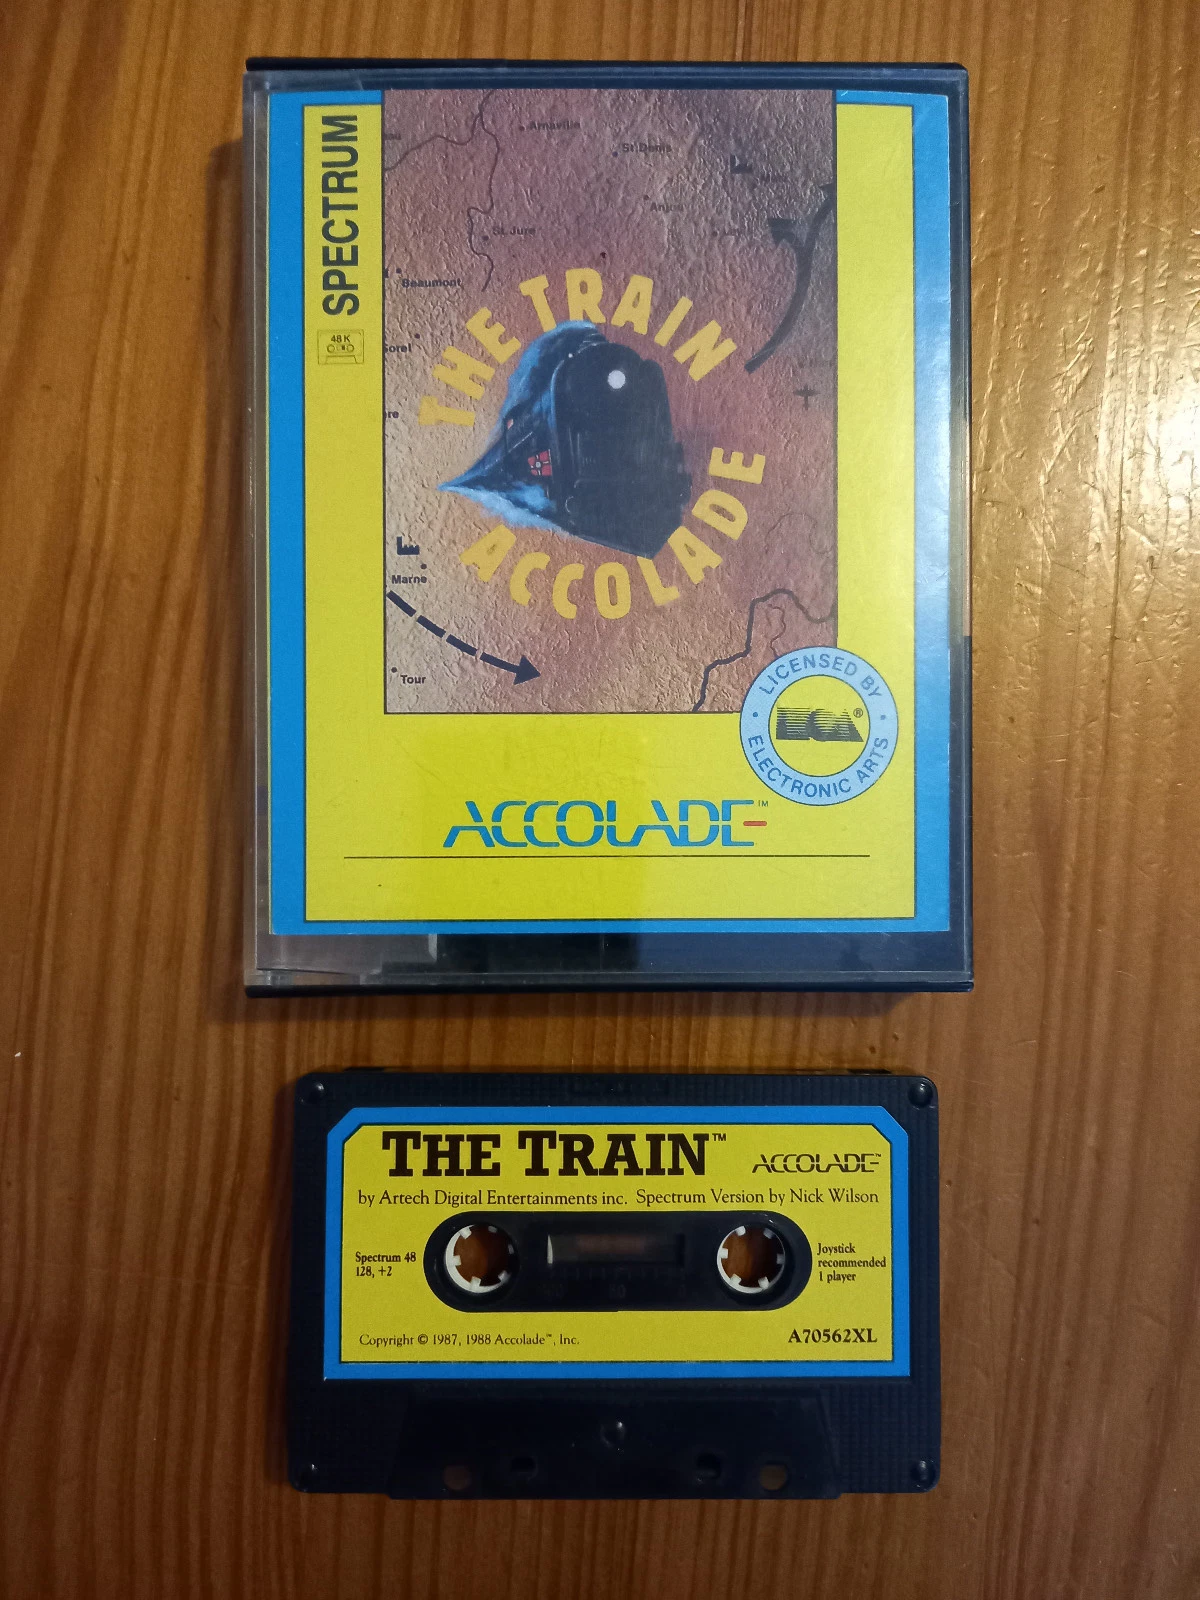 SPECTRUM
48K
Arnaville
St.Denis
St.Jure
Beaumont
Sorel
THE TRAIN
ACCOLADE
Marne
Tour
LICENSED BY
EA®
ELECTRONIC ARTS
ACCOLADE™
THE TRAIN™
ACCOLADE™
by Artech Digital Entertainments inc. Spectrum Version by Nick Wilson
Spectrum 48
128, +2
Joystick
recommended
1 player
Copyright © 1987, 1988 Accolade™, Inc.
A70562XL